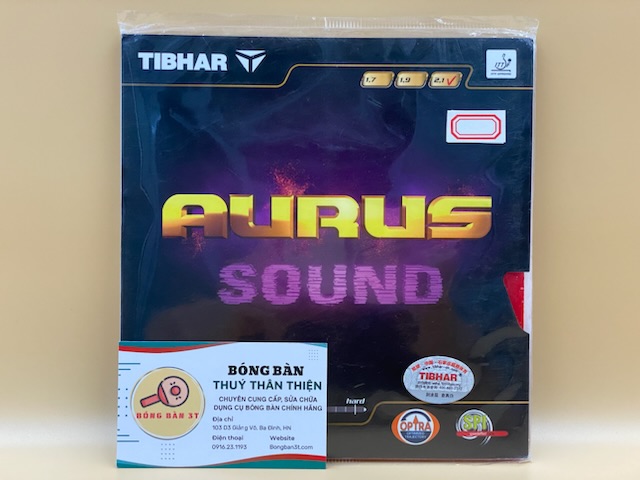 TIBHAR
1.7 1.9 2.1
AURUS
SOUND
BÓNG BÀN
THUÝ THÂN THIỆN
CHUYÊN CUNG CẤP, SỬA CHỮA
DỤNG CỤ BÓNG BÀN CHÍNH HÃNG
Địa chỉ
103 D3 Giảng Võ, Ba Đình, HN
Điện thoại Website
0916.23.1193 Bongban3t.com
BÓNG BÀN 3T
hard
TIBHAR
OPTRA
SPI